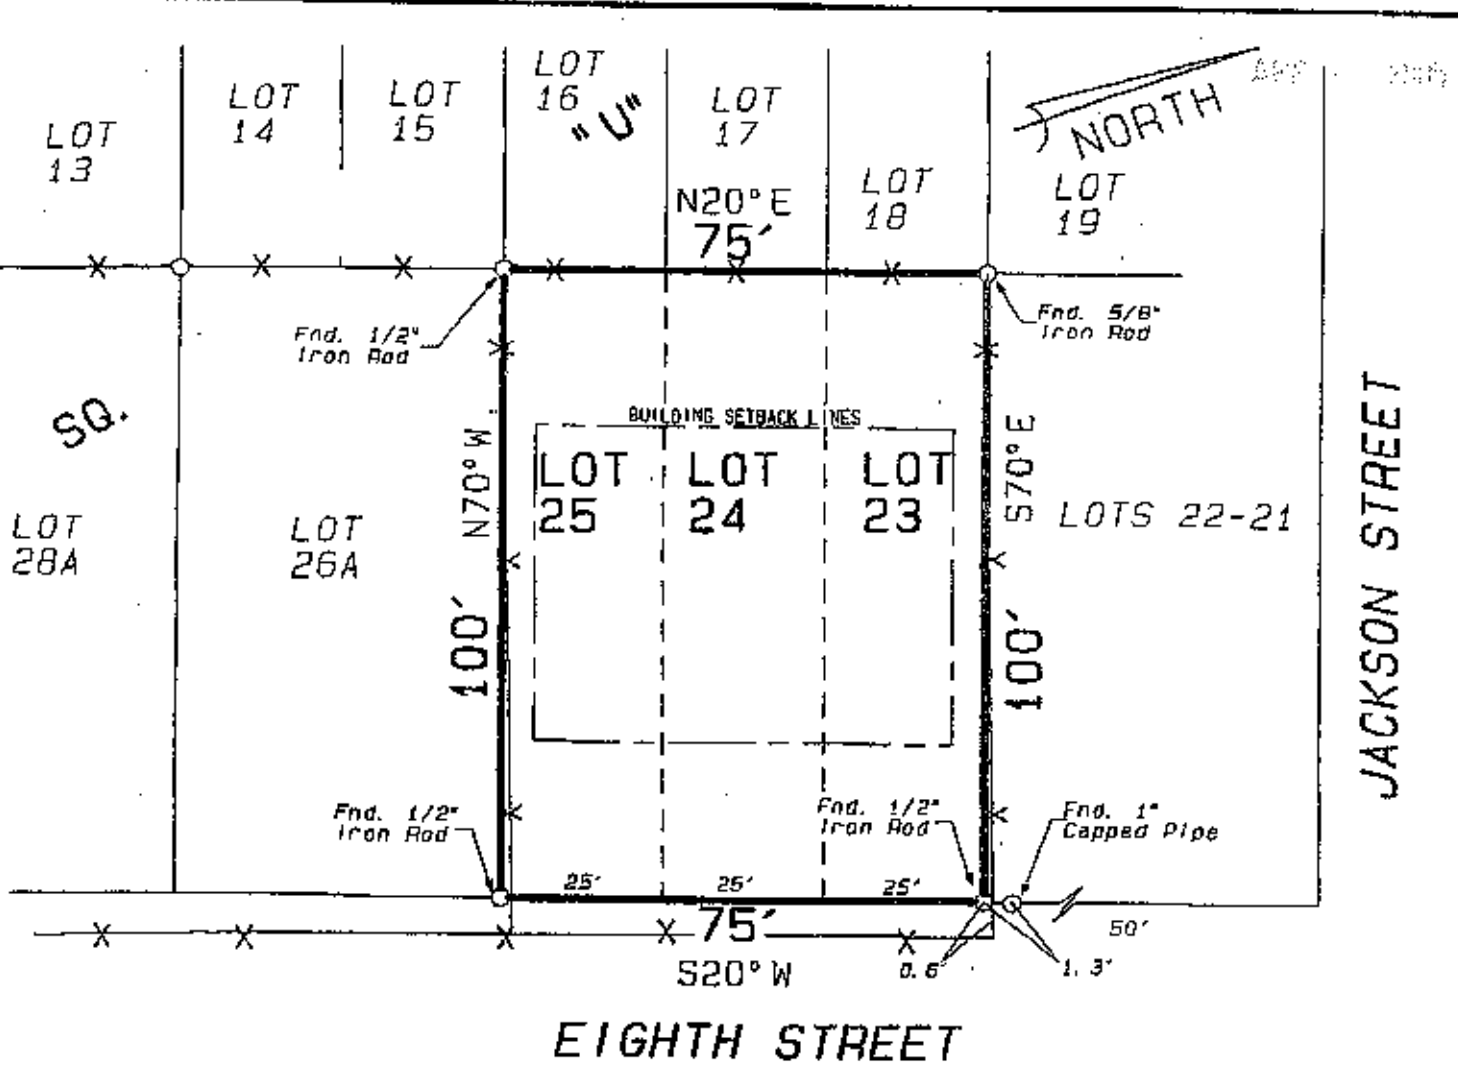 LOT
13
LOT
14
LOT
15
LOT
16
"U"
LOT
17
LOT
18
LOT
19
NORTH
N20°E
75'
Fnd. 1/2"
Iron Rod
Fnd. 5/8"
Iron Rod
SQ.
BUILDING SETBACK LINES
LOT
25
LOT
24
LOT
23
N70°W
100'
S70°E
100'
LOT
28A
LOT
26A
LOTS 22-21
JACKSON STREET
Fnd. 1/2"
Iron Rod
Fnd. 1/2"
Iron Rod
Fnd. 1"
Capped Pipe
25'
25'
25'
75'
S20°W
0.6'
1.3'
50'
EIGHTH STREET